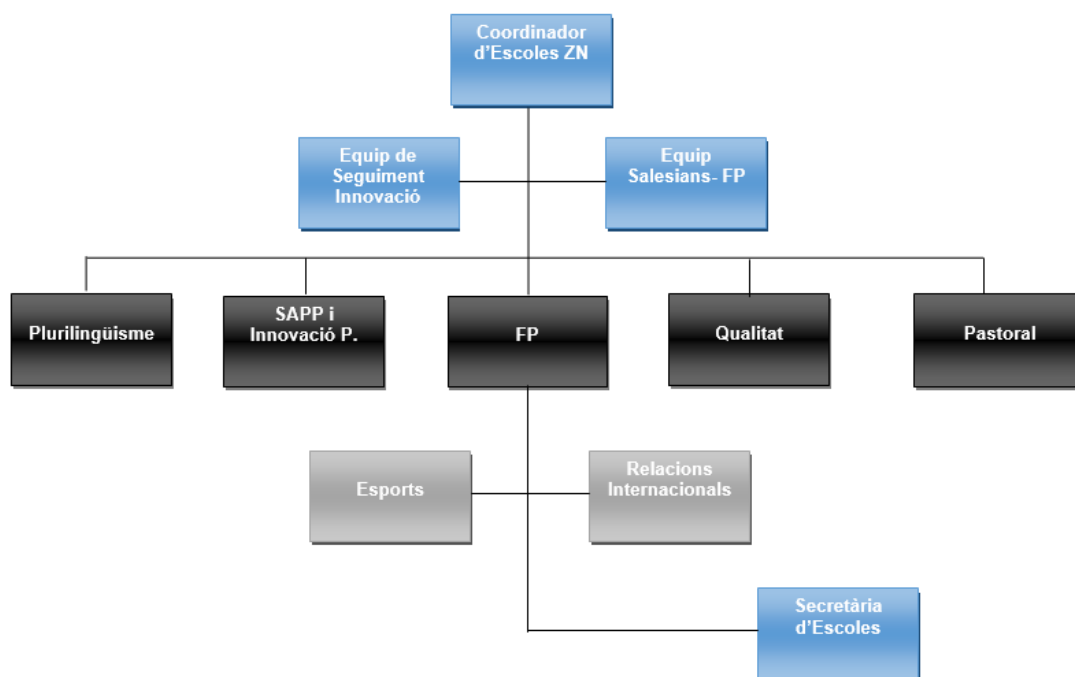 Coordinador
d’Escoles ZN
Equip de
Seguiment
Innovació
Equip
Salesians- FP
Plurilingüisme
SAPP i
Innovació P.
FP
Qualitat
Pastoral
Esports
Relacions
Internacionals
Secretària
d’Escoles